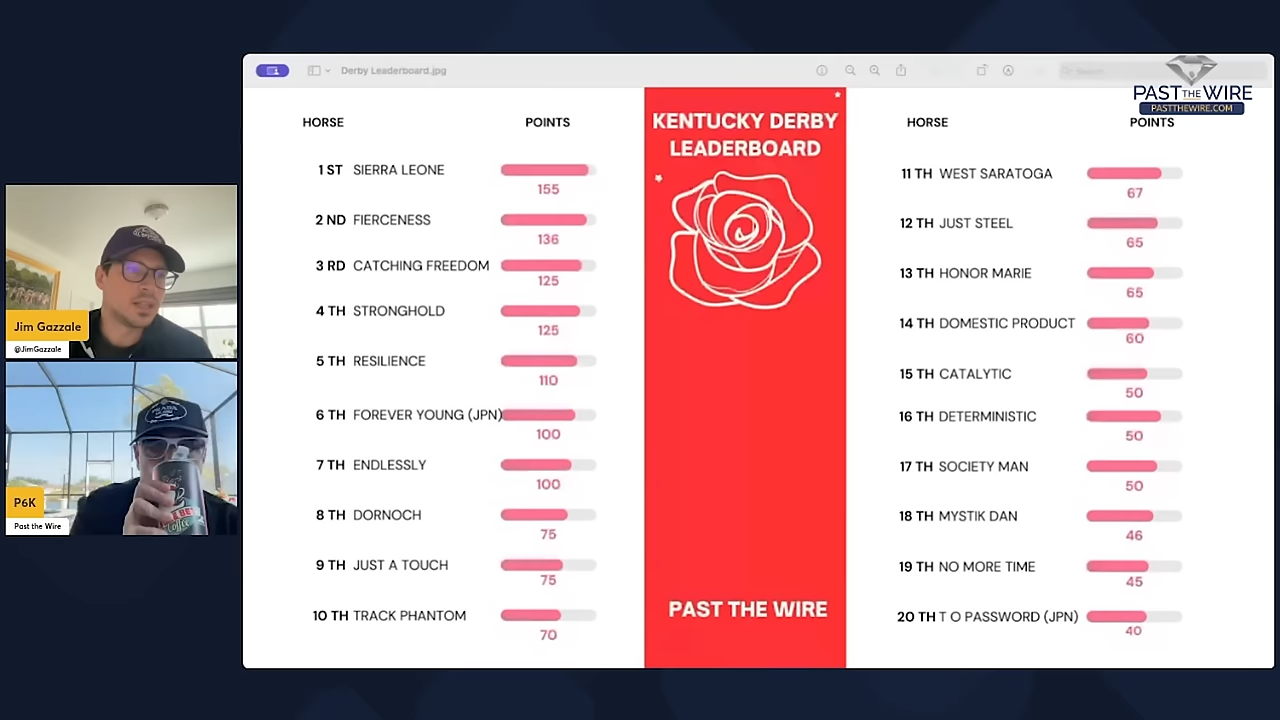 Derby Leaderboard.jpg
PAST THE WIRE
PASTTHEWIRE.COM
HORSE POINTS
1 ST SIERRA LEONE
155
2 ND FIERCENESS
136
3 RD CATCHING FREEDOM
125
4 TH STRONGHOLD
125
5 TH RESILIENCE
110
6 TH FOREVER YOUNG (JPN)
100
7 TH ENDLESSLY
100
8 TH DORNOCH
75
9 TH JUST A TOUCH
75
10 TH TRACK PHANTOM
70
KENTUCKY DERBY
LEADERBOARD
PAST THE WIRE
HORSE POINTS
11 TH WEST SARATOGA
67
12 TH JUST STEEL
65
13 TH HONOR MARIE
65
14 TH DOMESTIC PRODUCT
60
15 TH CATALYTIC
50
16 TH DETERMINISTIC
50
17 TH SOCIETY MAN
50
18 TH MYSTIK DAN
46
19 TH NO MORE TIME
45
20 TH T O PASSWORD (JPN)
40
Jim Gazzale
@JimGazzale
P6K
Past the Wire
Coffee